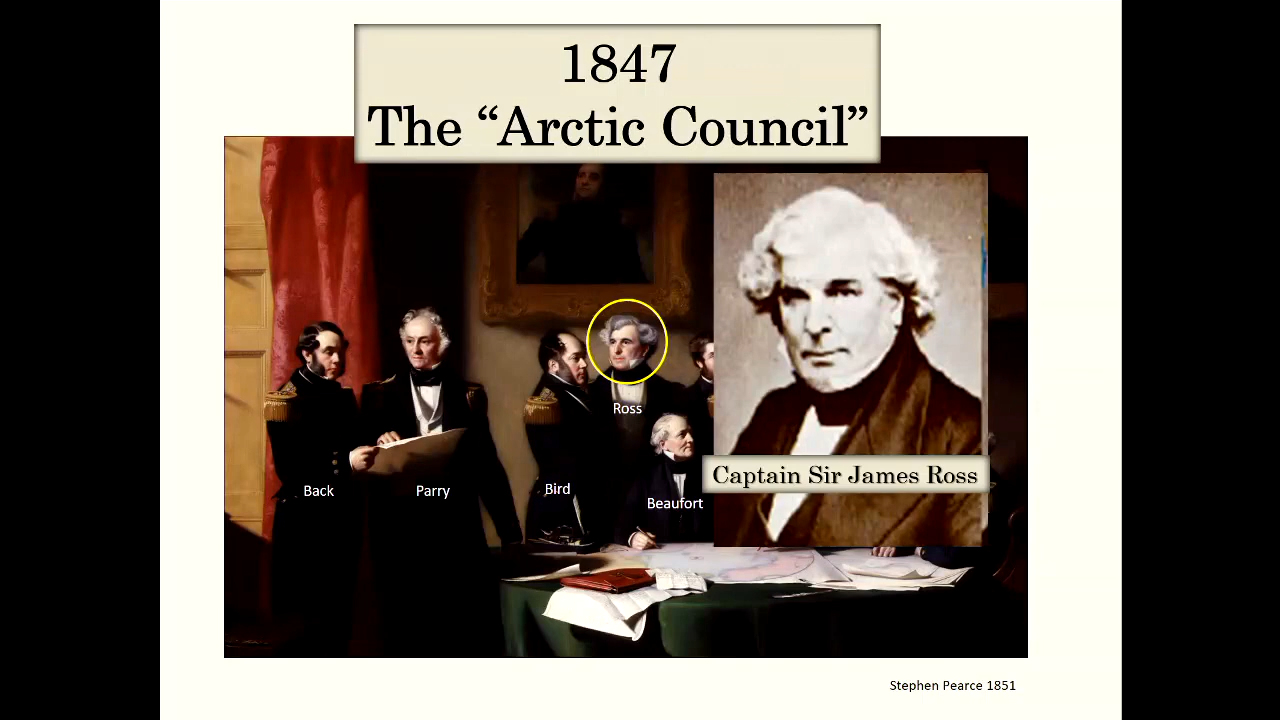 1847
The “Arctic Council”
Ross
Captain Sir James Ross
Back
Parry
Bird
Beaufort
Stephen Pearce 1851